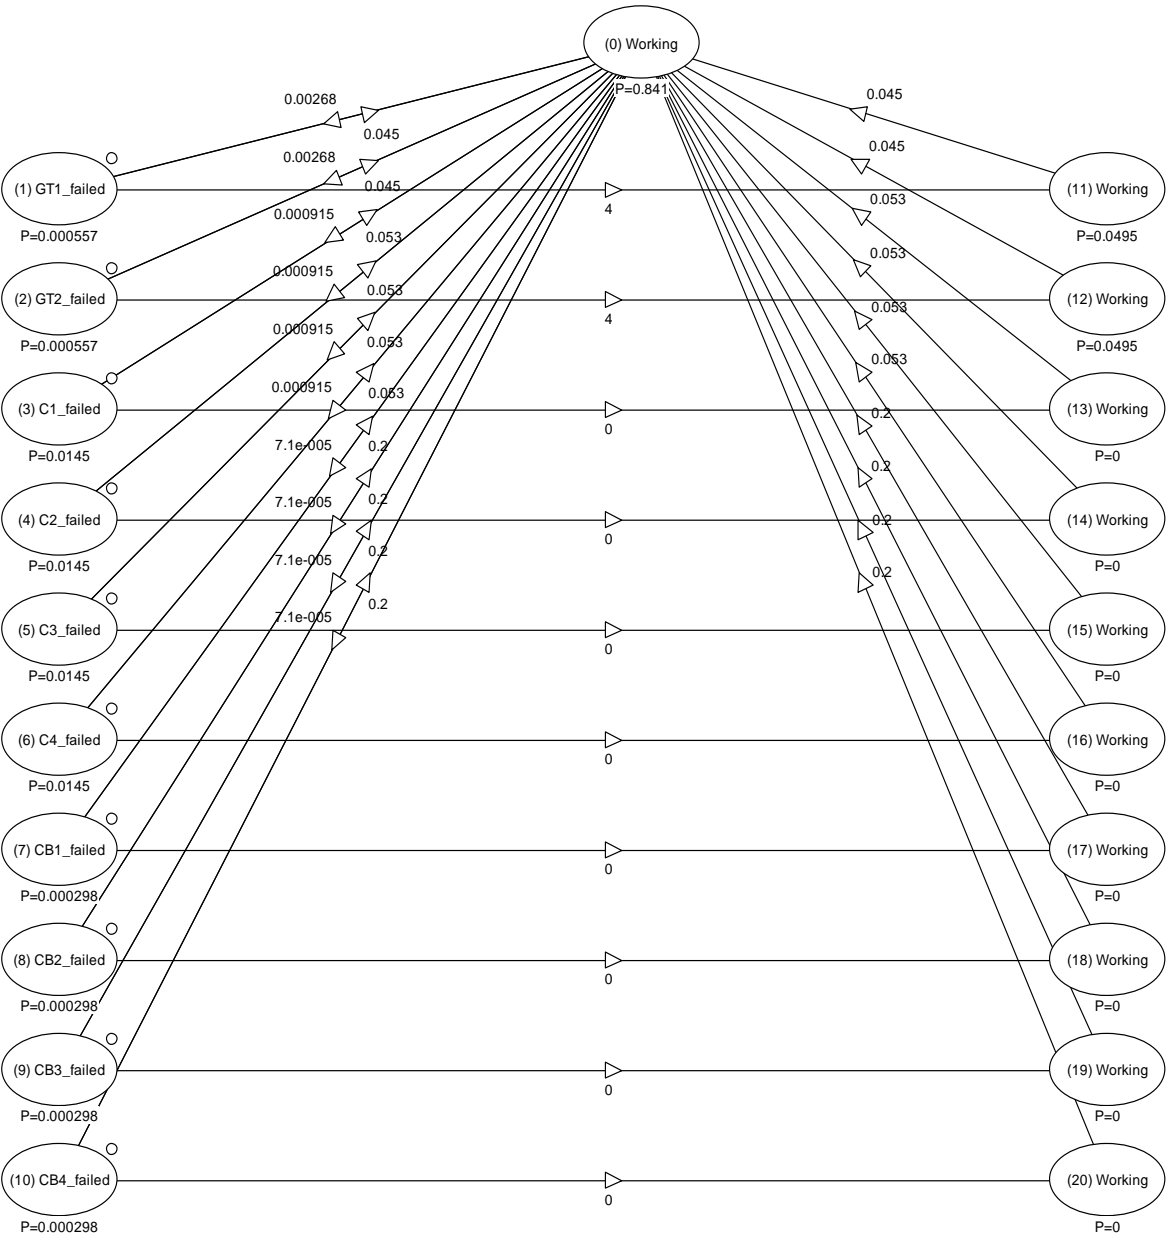 (0) Working
P=0.841
0.00268
0.045
0.045
0.00268
0.045
0.045
(1) GT1_failed
4
(11) Working
P=0.000557
0.000915
0.053
0.053
P=0.0495
(2) GT2_failed
0.000915
0.053
0.053
4
(12) Working
P=0.000557
0.000915
0.053
0.053
P=0.0495
(3) C1_failed
0.000915
0.053
0.053
0
(13) Working
P=0.0145
7.1e-005
0.2
0.2
P=0
(4) C2_failed
7.1e-005
0.2
0.2
0
(14) Working
P=0.0145
7.1e-005
0.2
0.2
P=0
(5) C3_failed
7.1e-005
0.2
0.2
0
(15) Working
P=0.0145
P=0
(6) C4_failed
0
(16) Working
P=0.0145
P=0
(7) CB1_failed
0
(17) Working
P=0.000298
P=0
(8) CB2_failed
0
(18) Working
P=0.000298
P=0
(9) CB3_failed
0
(19) Working
P=0.000298
P=0
(10) CB4_failed
0
(20) Working
P=0.000298
P=0